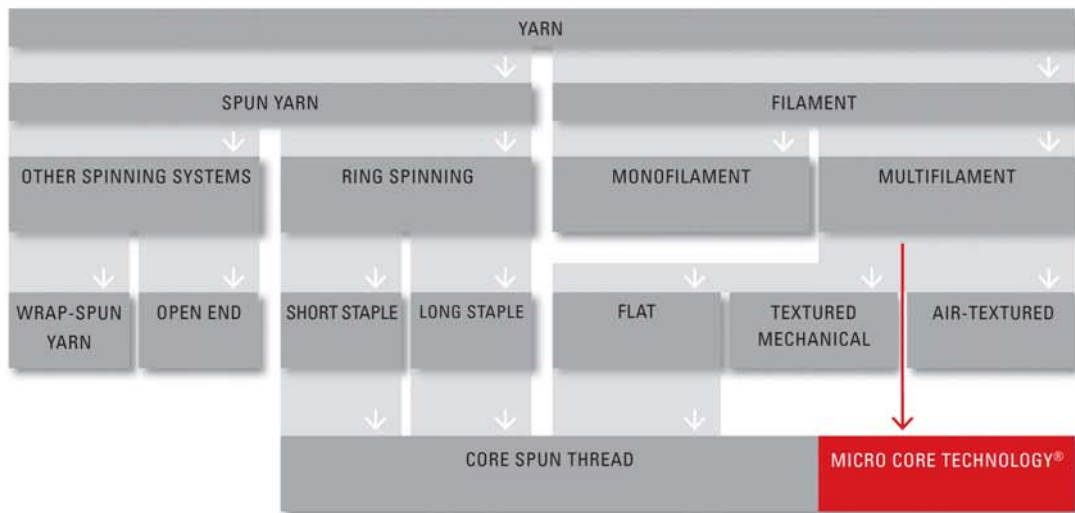 YARN
SPUN YARN
FILAMENT
OTHER SPINNING SYSTEMS
RING SPINNING
MONOFILAMENT
MULTIFILAMENT
WRAP-SPUN
YARN
OPEN END
SHORT STAPLE
LONG STAPLE
FLAT
TEXTURED
MECHANICAL
AIR-TEXTURED
CORE SPUN THREAD
MICRO CORE TECHNOLOGY®